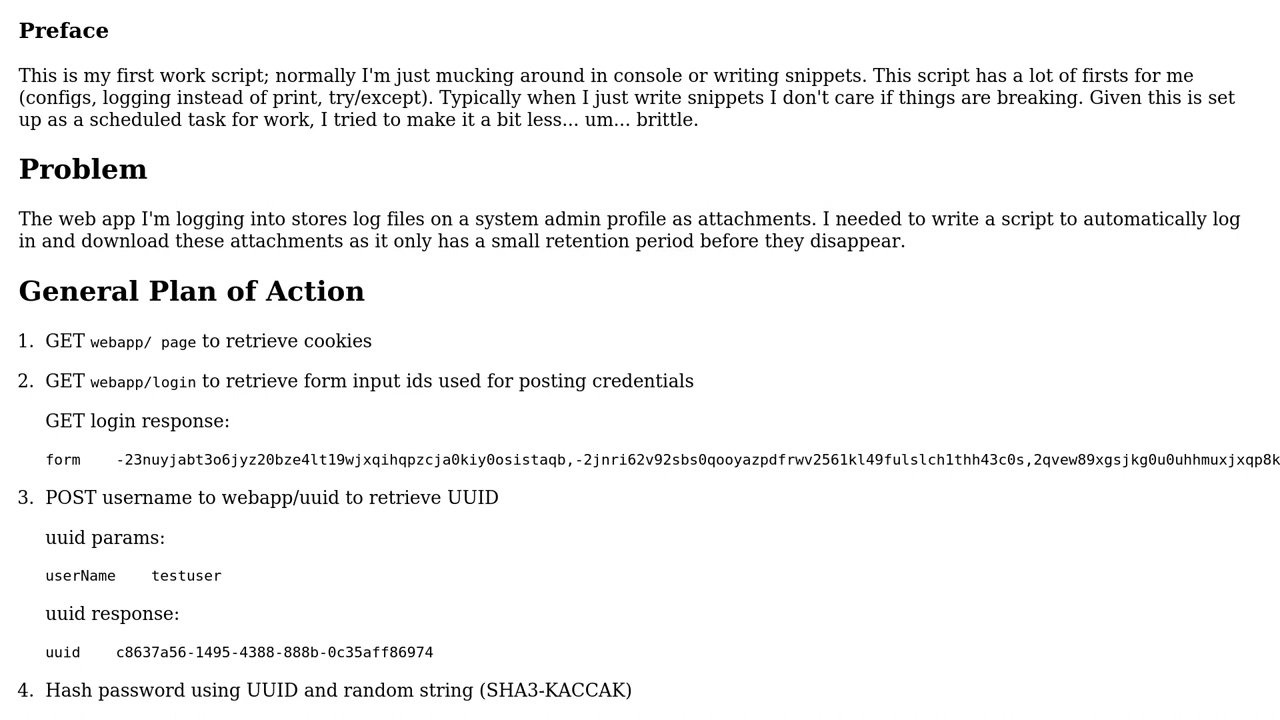 Preface
This is my first work script; normally I'm just mucking around in console or writing snippets. This script has a lot of firsts for me
(configs, logging instead of print, try/except). Typically when I just write snippets I don't care if things are breaking. Given this is set
up as a scheduled task for work, I tried to make it a bit less... um... brittle.
Problem
The web app I'm logging into stores log files on a system admin profile as attachments. I needed to write a script to automatically log
in and download these attachments as it only has a small retention period before they disappear.
General Plan of Action
1. GET webapp/ page to retrieve cookies
2. GET webapp/login to retrieve form input ids used for posting credentials
GET login response:
form    -23nuyjabt3o6jyz20bze4lt19wjxqihqpzcja0kiy0osistaqb,-2jnri62v92sbs0qooyazpdfrwv2561kl49fulslch1thh43c0s,2qvew89xgsjkg0u0uhhmuxjxqp8k
3. POST username to webapp/uuid to retrieve UUID
uuid params:
userName    testuser
uuid response:
uuid    c8637a56-1495-4388-888b-0c35aff86974
4. Hash password using UUID and random string (SHA3-KACCAK)